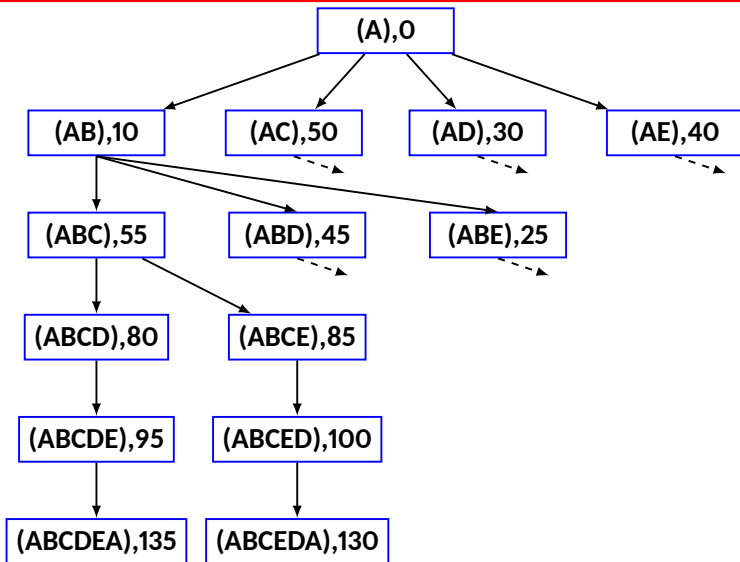 (A),0
(AB),10
(AC),50
(AD),30
(AE),40
(ABC),55
(ABD),45
(ABE),25
(ABCD),80
(ABCE),85
(ABCDE),95
(ABCED),100
(ABCDEA),135
(ABCEDA),130